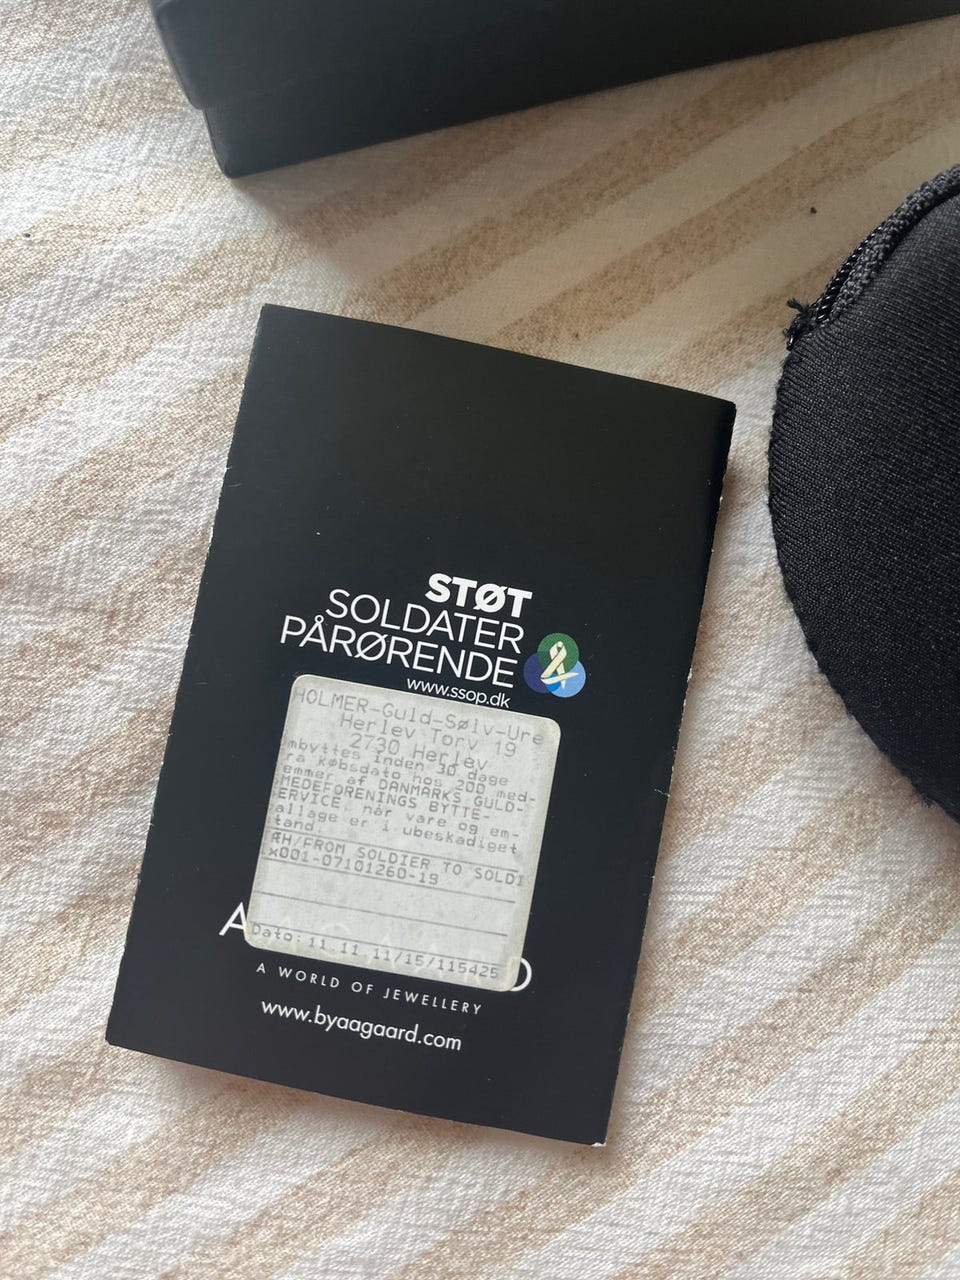 STØT
SOLDATER
PÅRØRENDE
www.ssop.dk
HOLMER-Guld-Sølv-Ure
Herlev Torv 19
2730 Herlev
mbyttes inden 30 dage
ra købsdato hos 200 med-
emmer af DANMARKS GULD-
MEDEFORENINGS BYTTE-
ERVICE, når vare og em-
allage er i ubeskadiget
tand.
ÆH/FROM SOLDIER TO SOLDI
x001-07101260-19
Dato: 11.11.11/15/115425
A WORLD OF JEWELLERY
www.byaagaard.com